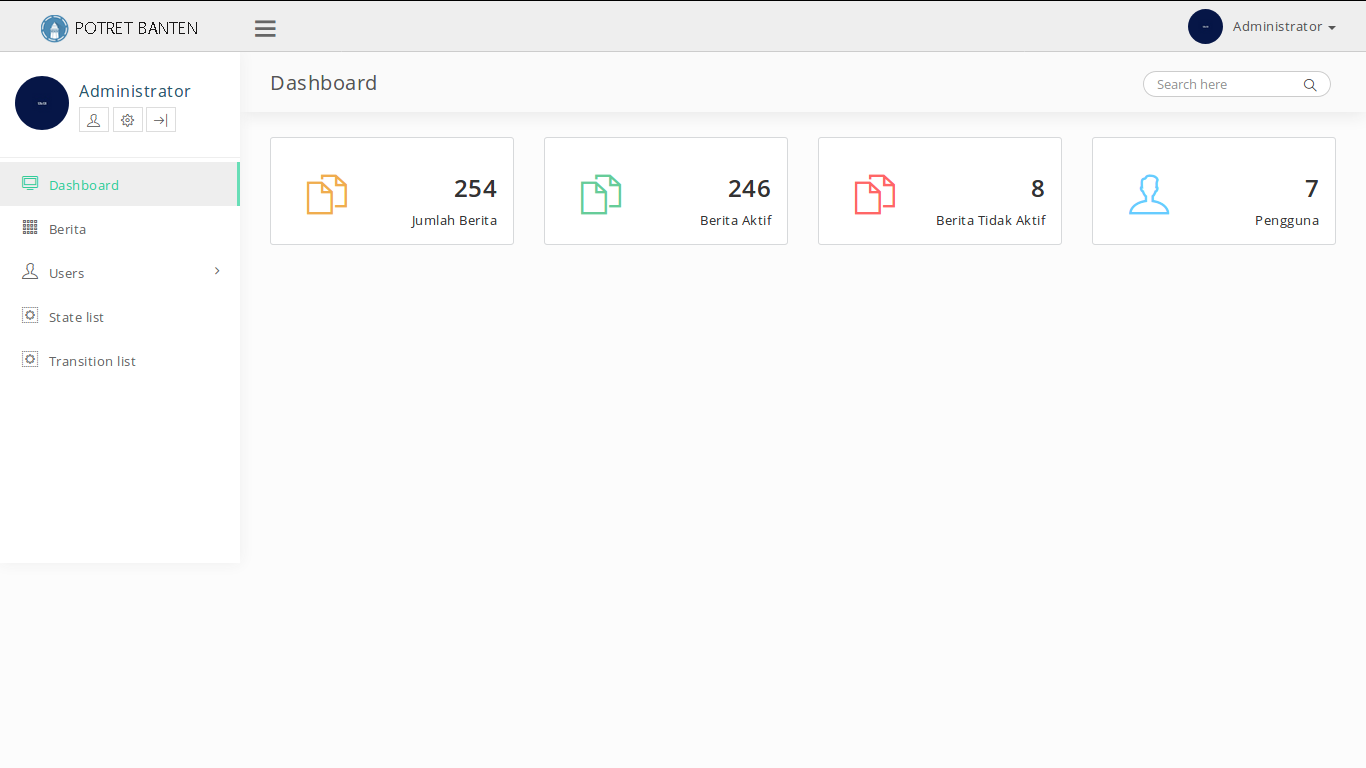 POTRET BANTEN
Administrator
Administrator
Dashboard
Search here
Dashboard
Berita
Users
State list
Transition list
254
Jumlah Berita
246
Berita Aktif
8
Berita Tidak Aktif
7
Pengguna